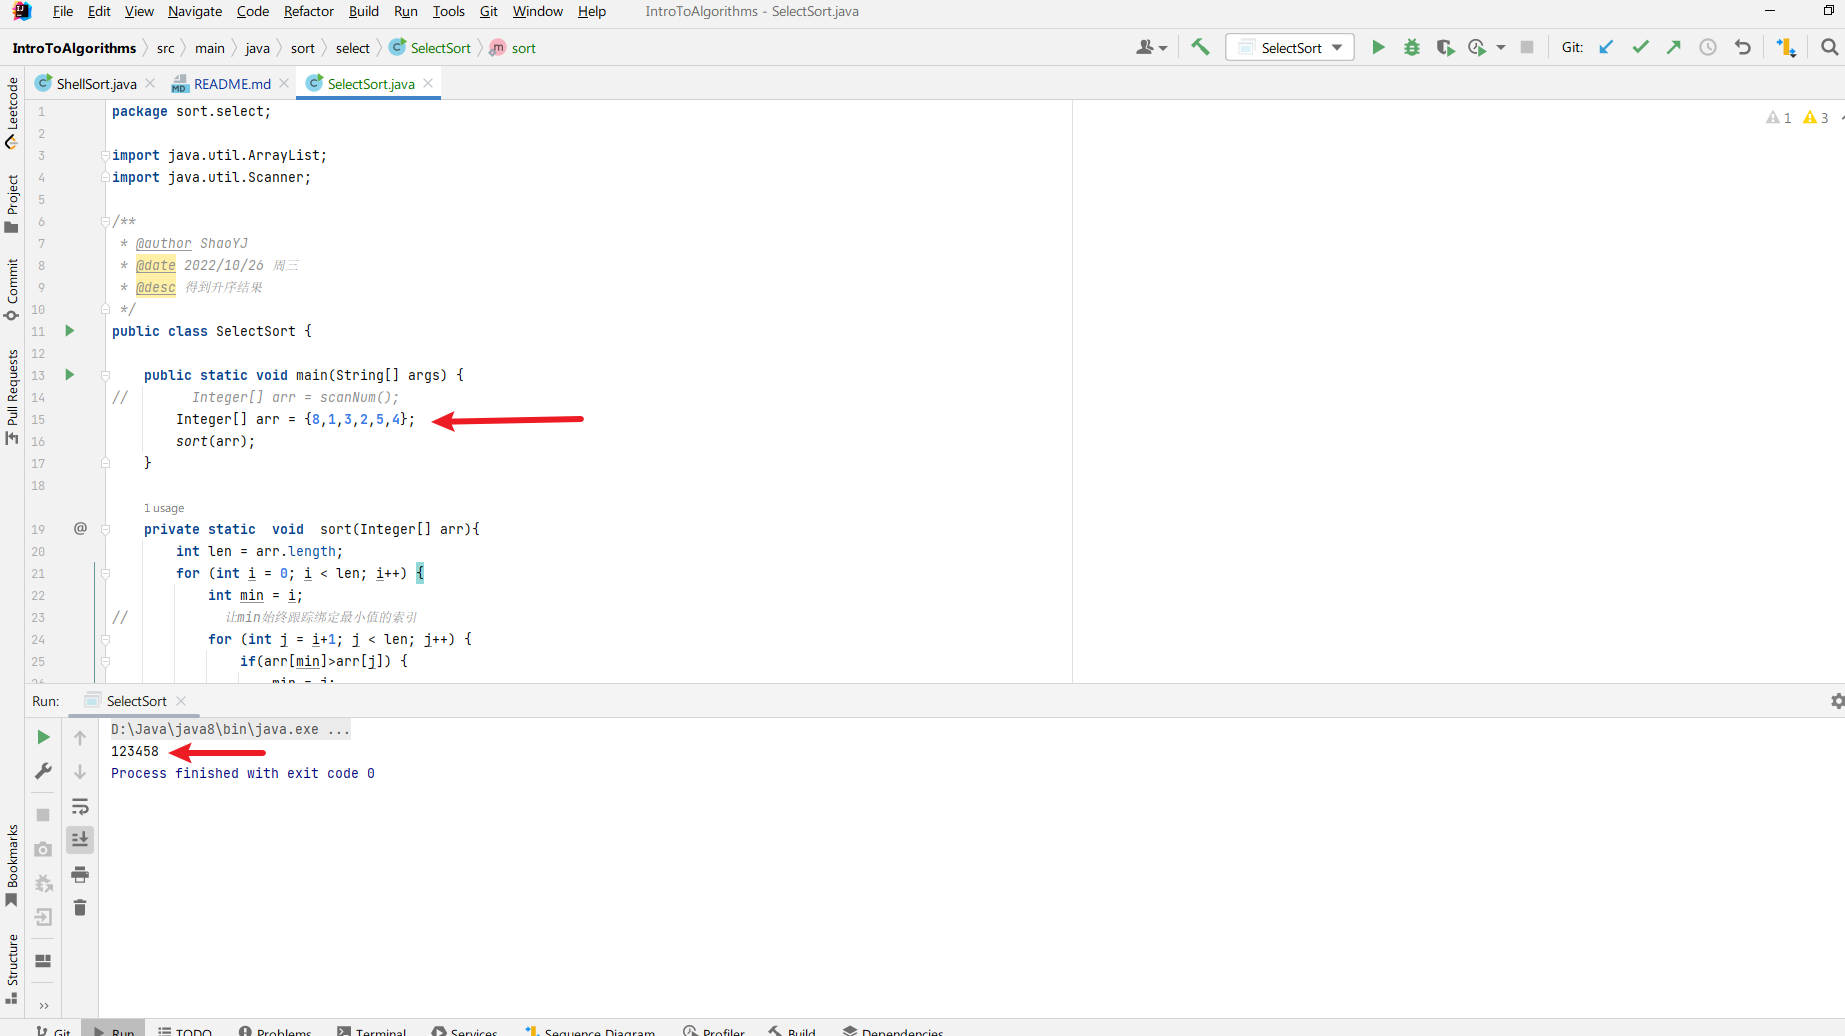 File Edit View Navigate Code Refactor Build Run Tools Git Window Help IntroToAlgorithms - SelectSort.java
IntroToAlgorithms src main java sort select SelectSort sort SelectSort Git:
ShellSort.java README.md SelectSort.java
Leetcode
Project
Commit
Pull Requests
Bookmarks
Structure
1 package sort.select;
1 3
2
3 import java.util.ArrayList;
4 import java.util.Scanner;
5
6 /**
7 * @author ShaoYJ
8 * @date 2022/10/26 周三
9 * @desc 得到升序结果
10 */
11 public class SelectSort {
12
13 public static void main(String[] args) {
14 // Integer[] arr = scanNum();
15 Integer[] arr = {8,1,3,2,5,4};
16 sort(arr);
17 }
18
1 usage
19 @ private static  void  sort(Integer[] arr){
20 int len = arr.length;
21 for (int i = 0; i < len; i++) {
22 int min = i;
23 // 让min始终跟踪绑定最小值的索引
24 for (int j = i+1; j < len; j++) {
25 if(arr[min]>arr[j]) {
26 min = j;
Run: SelectSort
D:\Java\java8\bin\java.exe ...
123458
Process finished with exit code 0
Git Run TODO Problems Terminal Services Sequence Diagram Profiler Build Dependencies